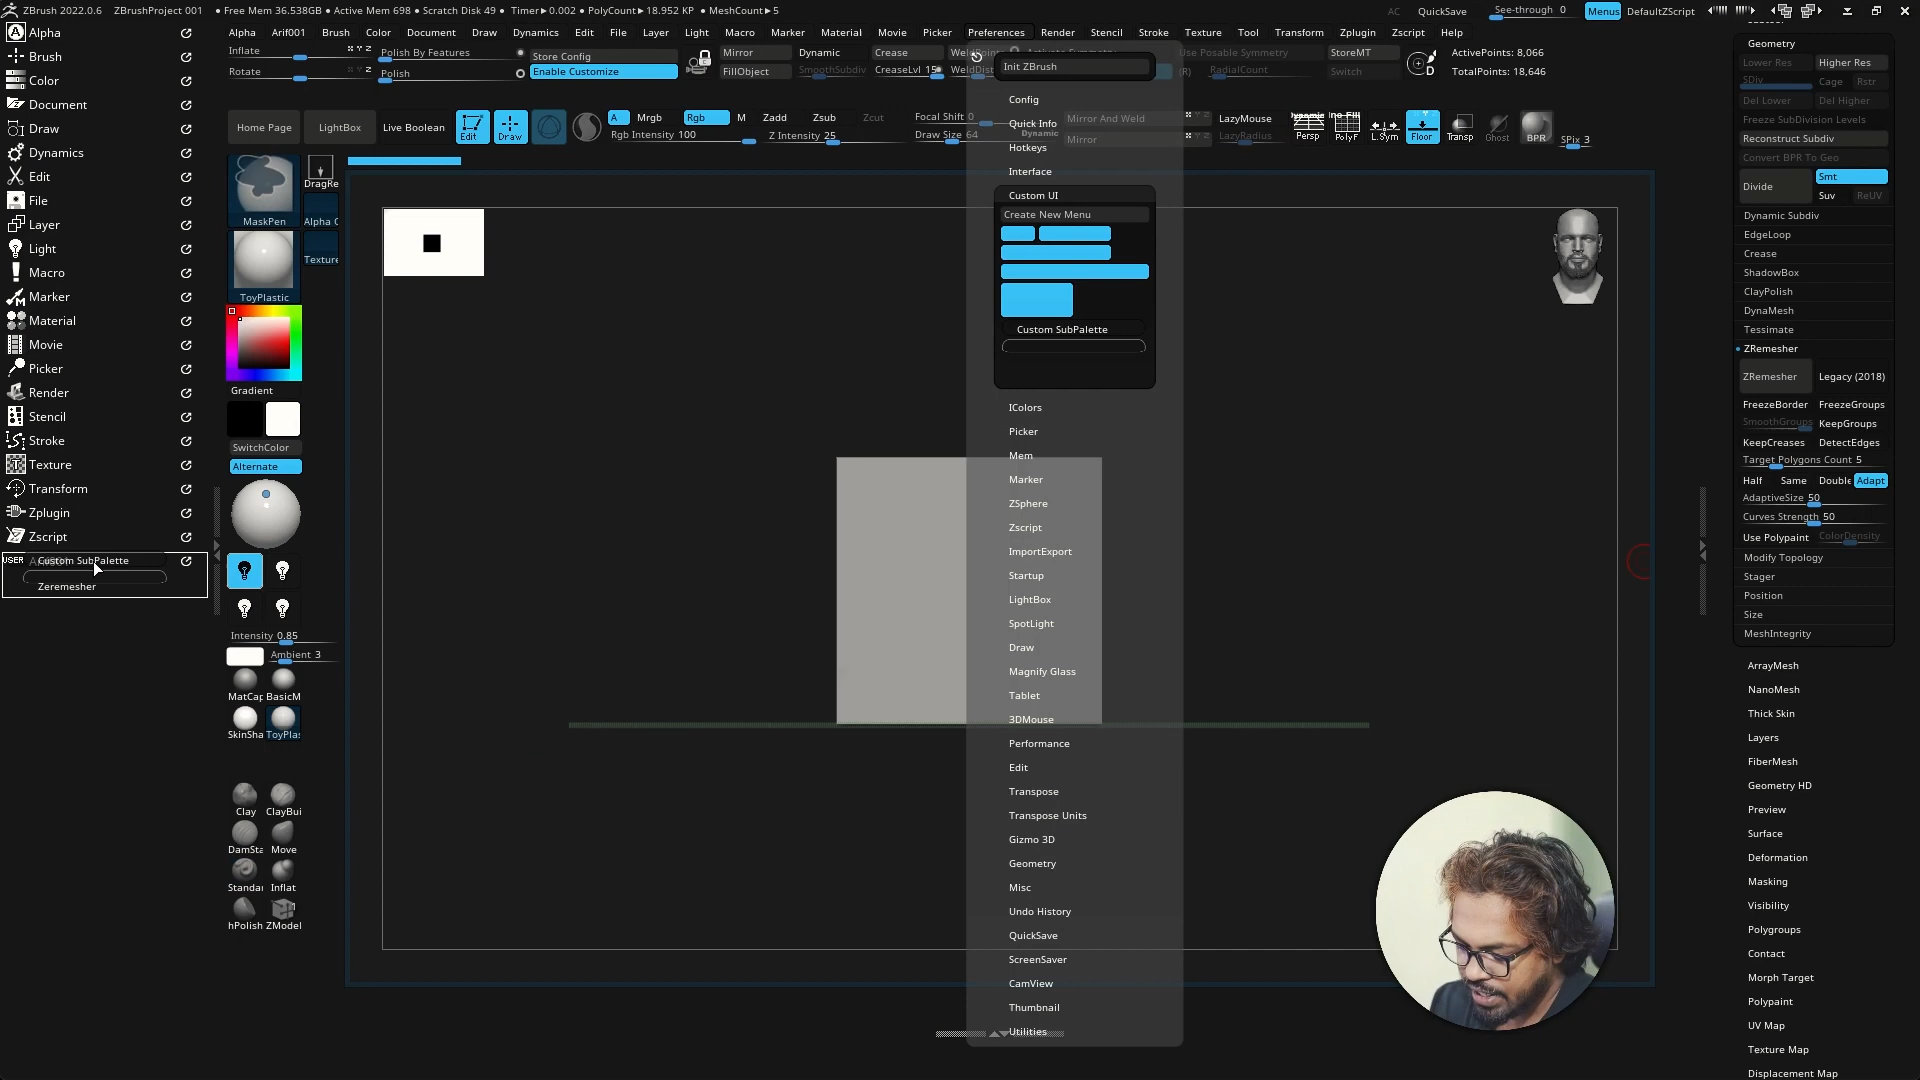 ZBrush 2022.0.6 ZBrushProject 001 ● Free Mem 36.538GB ● Active Mem 698 ● Scratch Disk 49 ● Timer▸0.002 ● PolyCount▸18.952 KP ● MeshCount▸5 AC QuickSave See-through 0 Menus DefaultZScript
Alpha Arif001 Brush Color Document Draw Dynamics Edit File Layer Light Macro Marker Material Movie Picker Preferences Render Stencil Stroke Texture Tool Transform Zplugin Zscript Help
Alpha
Brush
Color
Document
Draw
Dynamics
Edit
File
Layer
Light
Macro
Marker
Material
Movie
Picker
Render
Stencil
Stroke
Texture
Transform
Zplugin
Zscript
USER Custom SubPalette
Zeremesher
Inflate
Rotate
Polish By Features
Polish
Store Config
Enable Customize
Mirror
FillObject
Dynamic
SmoothSubdiv
Crease
CreaseLvl 15
WeldDist
Use Posable Symmetry
(R) RadialCount
StoreMT
Switch
ActivePoints: 8,066
TotalPoints: 18,646
Home Page
LightBox
Live Boolean
Edit
Draw
A Mrgb Rgb M Zadd Zsub Zcut
Rgb Intensity 100 Z Intensity 25
Focal Shift 0
Draw Size 64
Dynamic
Mirror And Weld
Mirror
LazyMouse
LazyRadius
Persp
PolyF
L.Sym
Floor
Transp
Ghost
BPR
SPix 3
MaskPen
DragRe
Alpha O
Texture
ToyPlastic
Gradient
SwitchColor
Alternate
Intensity 0.85
Ambient 3
MatCap BasicM
SkinSha ToyPlas
Clay ClayBui
DamSta Move
Standar Inflat
hPolish ZModel
Init ZBrush
Config
Quick Info
Hotkeys
Interface
Custom UI
Create New Menu
Custom SubPalette
IColors
Picker
Mem
Marker
ZSphere
Zscript
ImportExport
Startup
LightBox
SpotLight
Draw
Magnify Glass
Tablet
3DMouse
Performance
Edit
Transpose
Transpose Units
Gizmo 3D
Geometry
Misc
Undo History
QuickSave
ScreenSaver
CamView
Thumbnail
Utilities
Geometry
Lower Res Higher Res
SDiv Cage Rstr
Del Lower Del Higher
Freeze SubDivision Levels
Reconstruct Subdiv
Convert BPR To Geo
Divide Smt
Suv ReUV
Dynamic Subdiv
EdgeLoop
Crease
ShadowBox
ClayPolish
DynaMesh
Tessimate
ZRemesher
ZRemesher Legacy (2018)
FreezeBorder FreezeGroups
SmoothGroups KeepGroups
KeepCreases DetectEdges
Target Polygons Count 5
Half Same Double Adapt
AdaptiveSize 50
Curves Strength 50
Use Polypaint ColorDensity
Modify Topology
Stager
Position
Size
MeshIntegrity
ArrayMesh
NanoMesh
Thick Skin
Layers
FiberMesh
Geometry HD
Preview
Surface
Deformation
Masking
Visibility
Polygroups
Contact
Morph Target
Polypaint
UV Map
Texture Map
Displacement Map